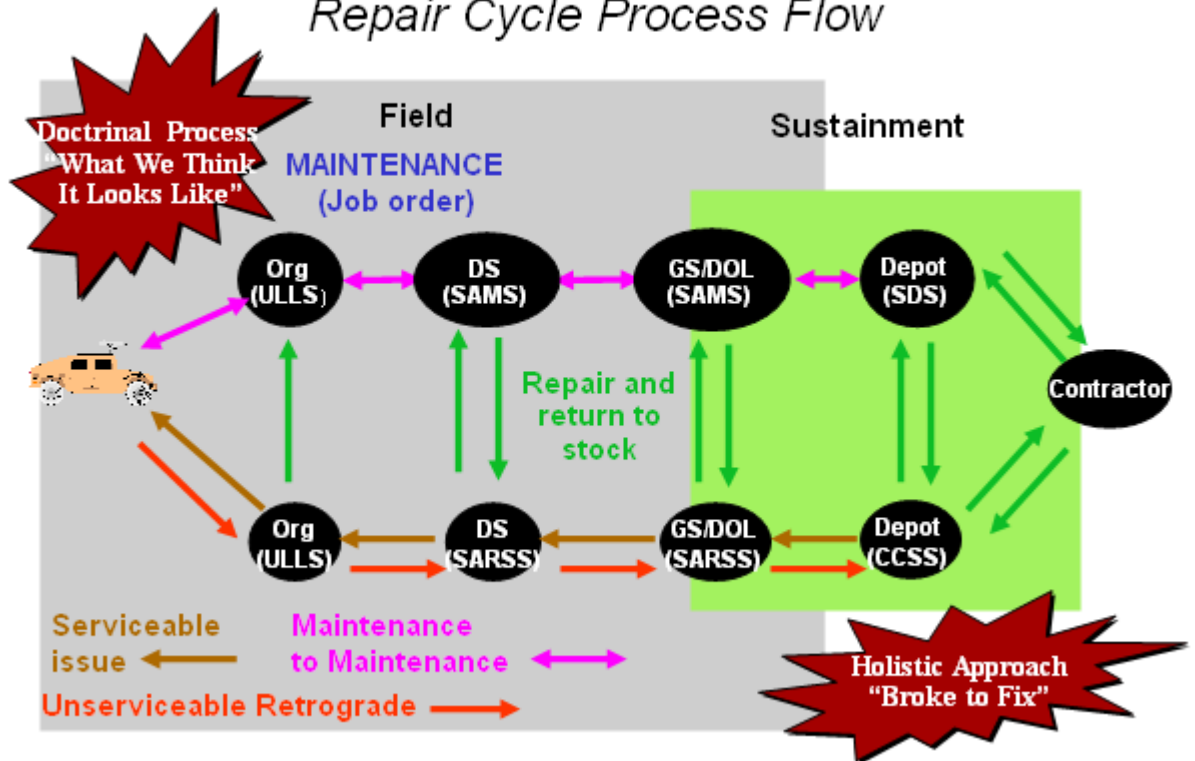 Repair Cycle Process Flow
Doctrinal Process
“What We Think
It Looks Like”
Field
Sustainment
MAINTENANCE
(Job order)
Org
(ULLS)
DS
(SAMS)
GS/DOL
(SAMS)
Depot
(SDS)
Contractor
Repair and
return to
stock
Org
(ULLS)
DS
(SARSS)
GS/DOL
(SARSS)
Depot
(CCSS)
Serviceable
issue
Maintenance
to Maintenance
Unserviceable Retrograde
Holistic Approach
“Broke to Fix”